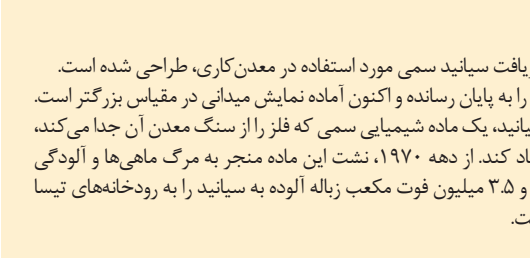 یافت سیانید سمی مورد استفاده در معدن‌کاری، طراحی شده است.
را به پایان رسانده و اکنون آماده نمایش میدانی در مقیاس بزرگتر است.
یانید، یک ماده شیمیایی سمی که فلز را از سنگ معدن آن جدا می‌کند،
اد کند. از دهه ۱۹۷۰، نشت این ماده منجر به مرگ ماهی‌ها و آلودگی
و ۳.۵ میلیون فوت مکعب زباله آلوده به سیانید را به رودخانه‌های تیسا
ت.